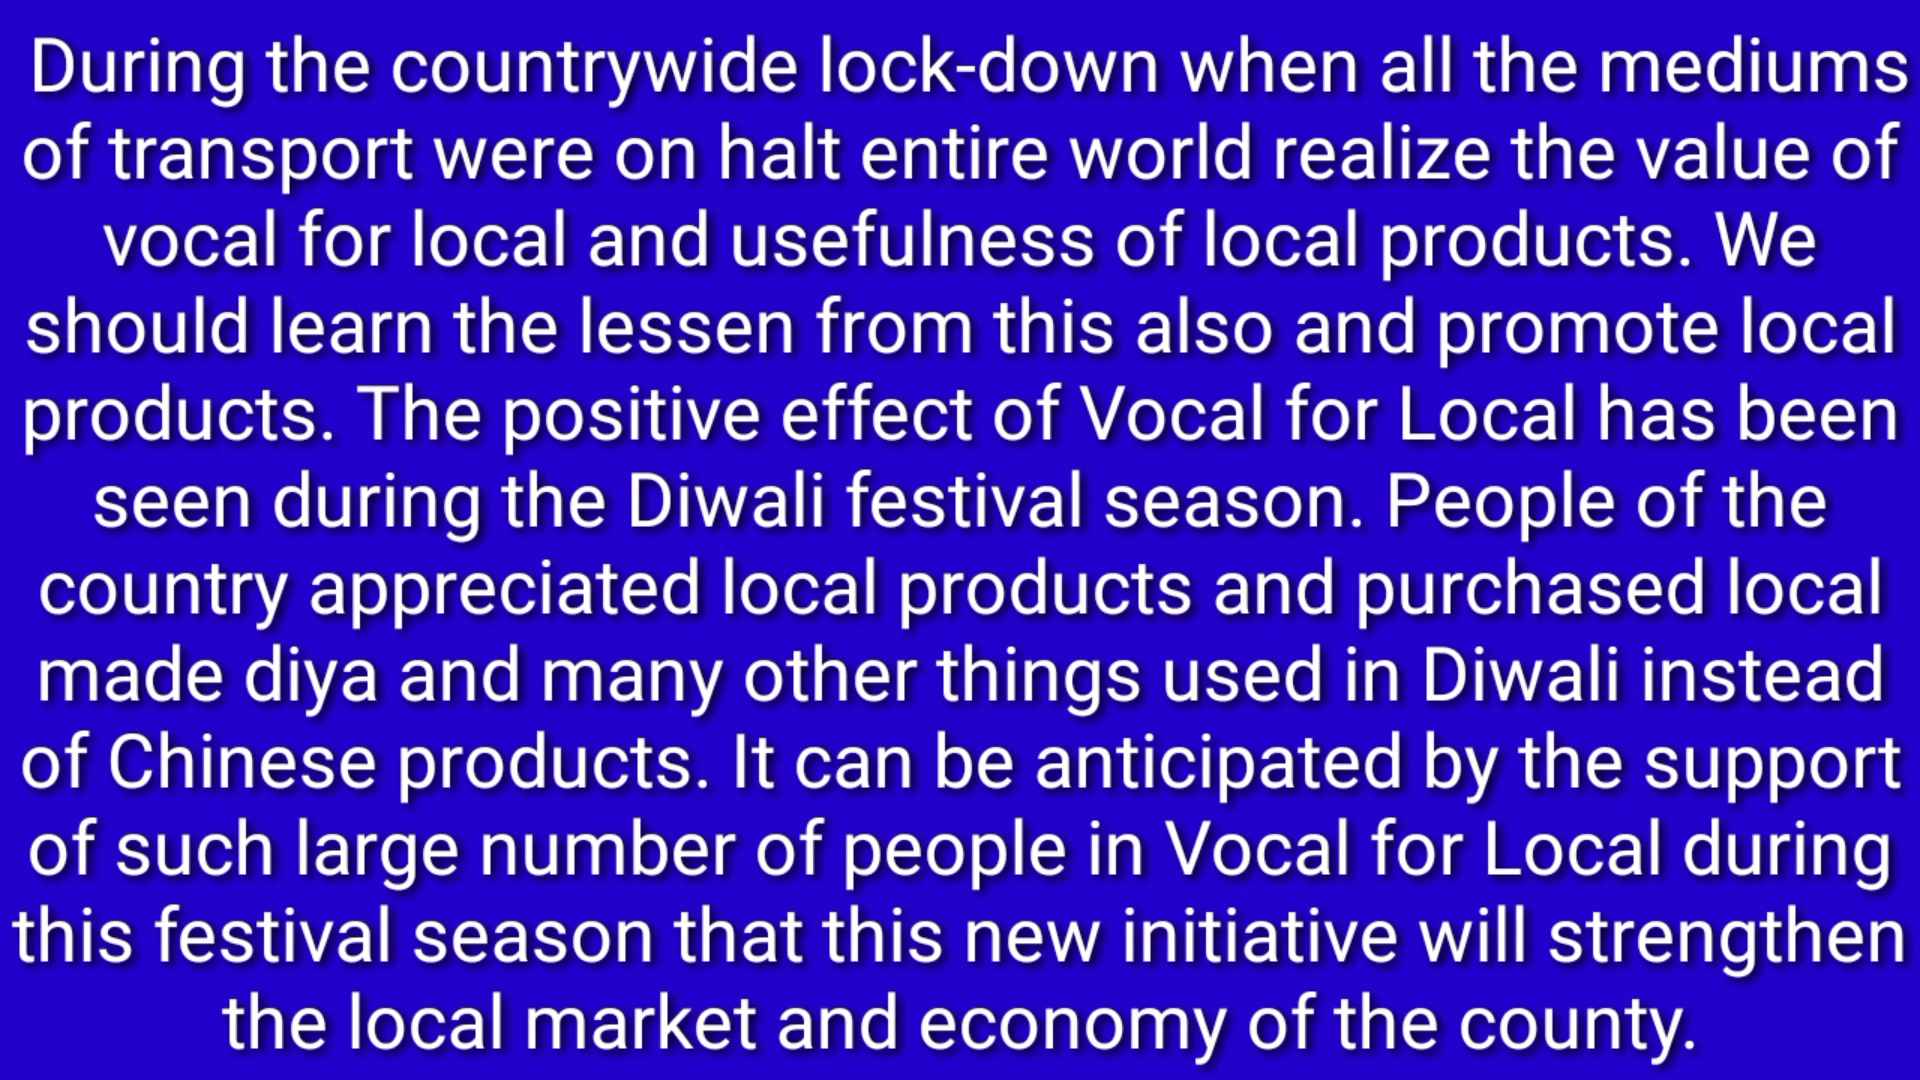 During the countrywide lock-down when all the mediums
of transport were on halt entire world realize the value of
vocal for local and usefulness of local products. We
should learn the lessen from this also and promote local
products. The positive effect of Vocal for Local has been
seen during the Diwali festival season. People of the
country appreciated local products and purchased local
made diya and many other things used in Diwali instead
of Chinese products. It can be anticipated by the support
of such large number of people in Vocal for Local during
this festival season that this new initiative will strengthen
the local market and economy of the county.